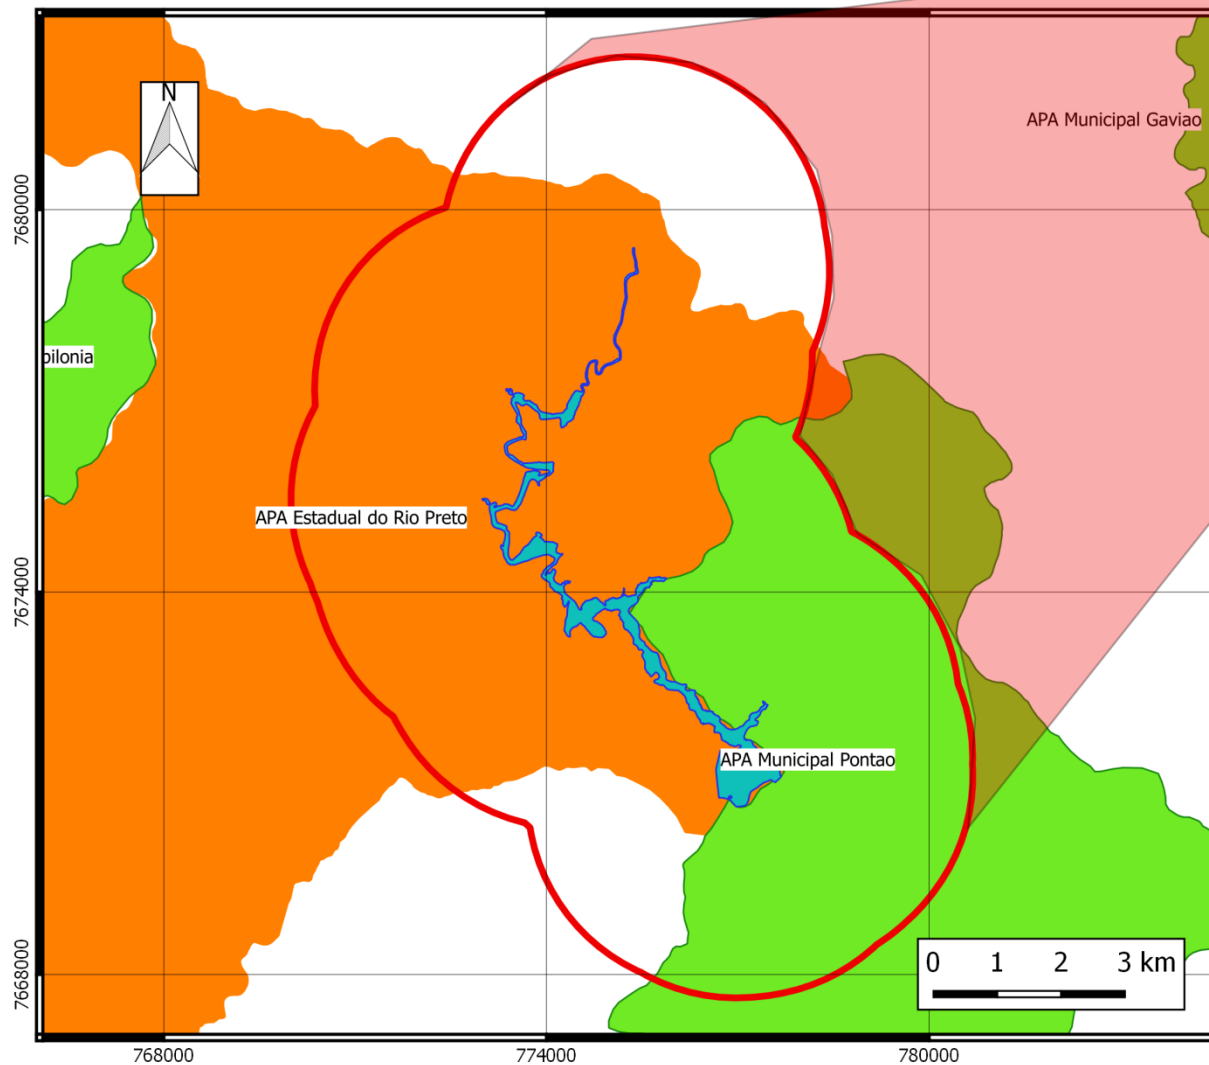 N
APA Municipal Gaviao
7680000
bilonia
APA Estadual do Rio Preto
7674000
APA Municipal Pontao
0 1 2 3 km
7668000
768000 774000 780000